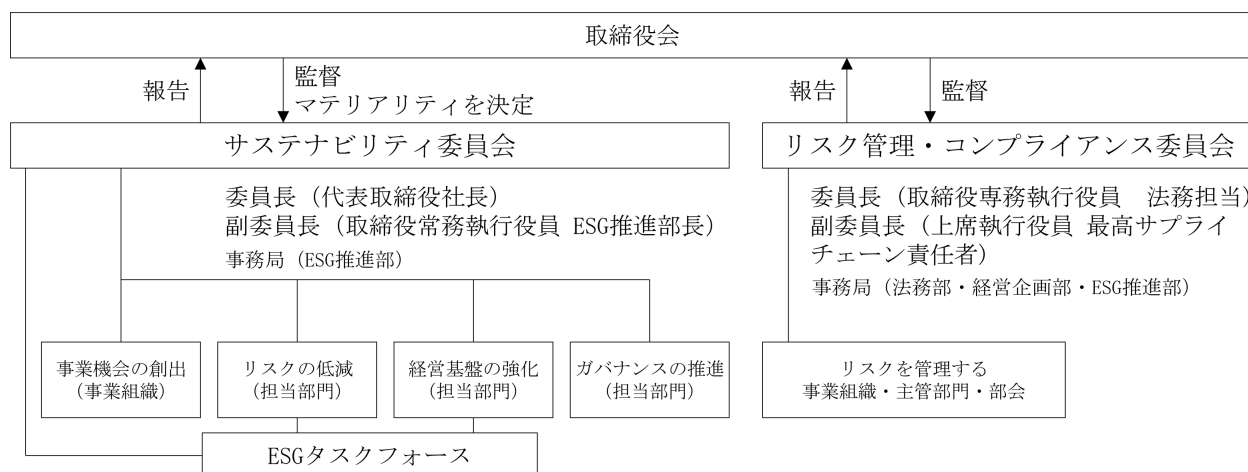 取締役会
報告
監督
マテリアリティを決定
報告
監督
サステナビリティ委員会
委員長（代表取締役社長）
副委員長（取締役常務執行役員 ESG推進部長）
事務局（ESG推進部）
リスク管理・コンプライアンス委員会
委員長（取締役専務執行役員　法務担当）
副委員長（上席執行役員 最高サプライ
チェーン責任者）
事務局（法務部・経営企画部・ESG推進部）
事業機会の創出
（事業組織）
リスクの低減
（担当部門）
経営基盤の強化
（担当部門）
ガバナンスの推進
（担当部門）
リスクを管理する
事業組織・主管部門・部会
ESGタスクフォース